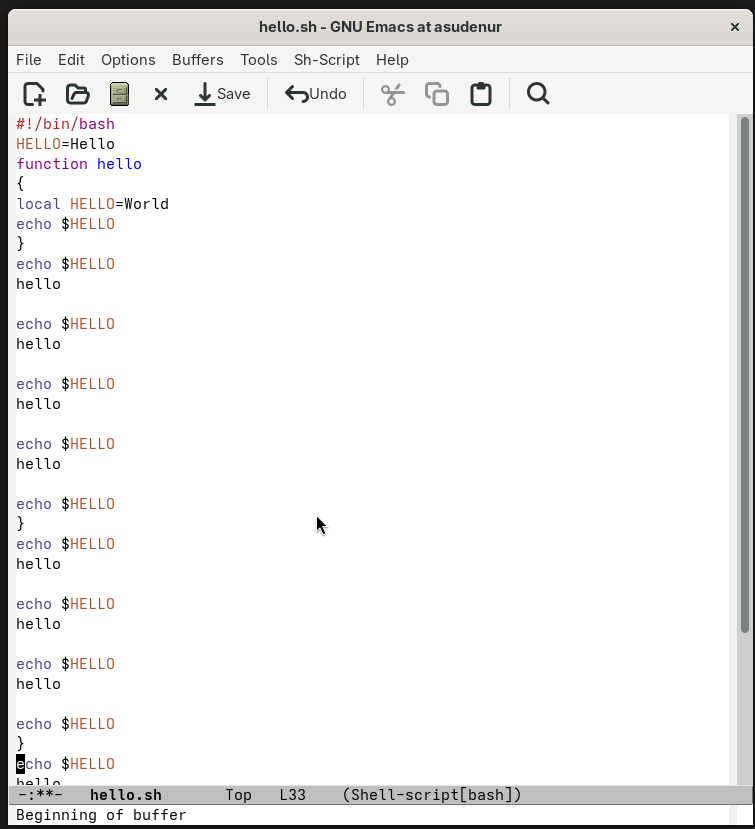 hello.sh - GNU Emacs at asudenur
File Edit Options Buffers Tools Sh-Script Help
Save Undo
#!/bin/bash
HELLO=Hello
function hello
{
local HELLO=World
echo $HELLO
}
echo $HELLO
hello
echo $HELLO
hello
echo $HELLO
hello
echo $HELLO
hello
echo $HELLO
}
echo $HELLO
hello
echo $HELLO
hello
echo $HELLO
hello
echo $HELLO
}
echo $HELLO
hello
-:**- hello.sh Top L33 (Shell-script[bash])
Beginning of buffer